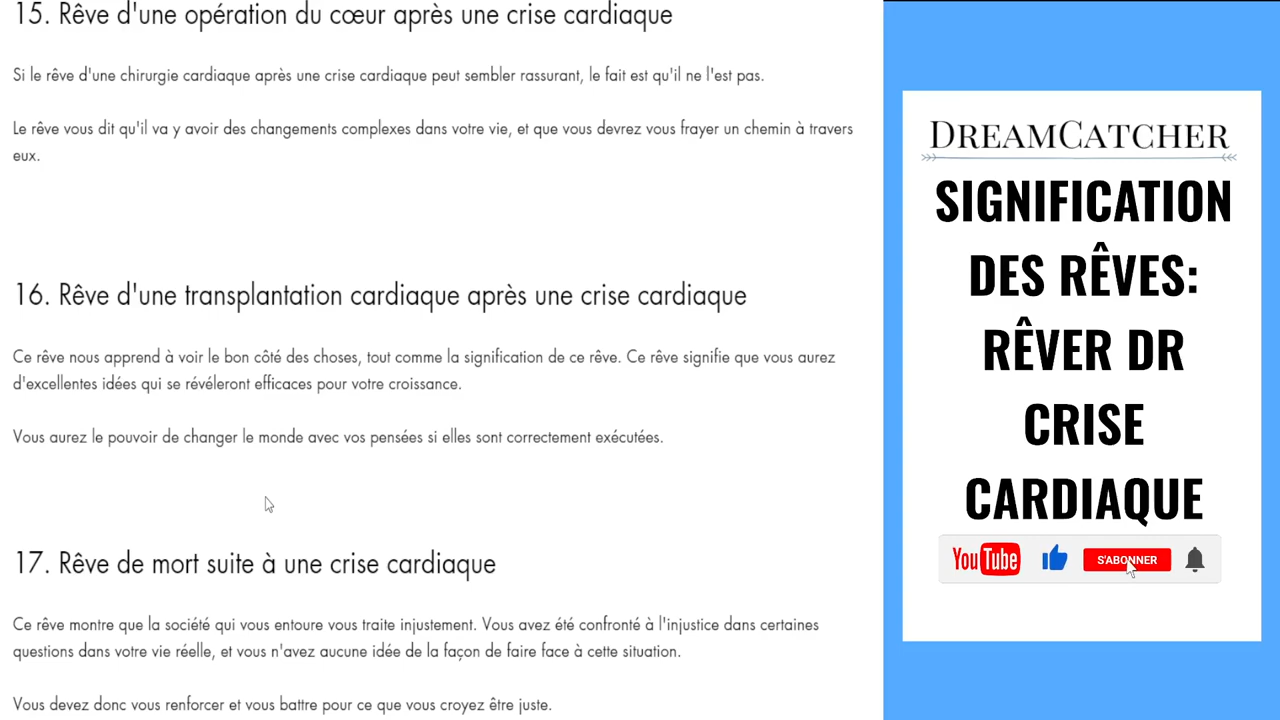 15. Rêve d'une opération du cœur après une crise cardiaque
Si le rêve d'une chirurgie cardiaque après une crise cardiaque peut sembler rassurant, le fait est qu'il ne l'est pas.
Le rêve vous dit qu'il va y avoir des changements complexes dans votre vie, et que vous devrez vous frayer un chemin à travers
eux.
16. Rêve d'une transplantation cardiaque après une crise cardiaque
Ce rêve nous apprend à voir le bon côté des choses, tout comme la signification de ce rêve. Ce rêve signifie que vous aurez
d'excellentes idées qui se révéleront efficaces pour votre croissance.
Vous aurez le pouvoir de changer le monde avec vos pensées si elles sont correctement exécutées.
17. Rêve de mort suite à une crise cardiaque
Ce rêve montre que la société qui vous entoure vous traite injustement. Vous avez été confronté à l'injustice dans certaines
questions dans votre vie réelle, et vous n'avez aucune idée de la façon de faire face à cette situation.
Vous devez donc vous renforcer et vous battre pour ce que vous croyez être juste.
DREAMCATCHER
SIGNIFICATION
DES RÊVES:
RÊVER DR
CRISE
CARDIAQUE
YouTube
S'ABONNER